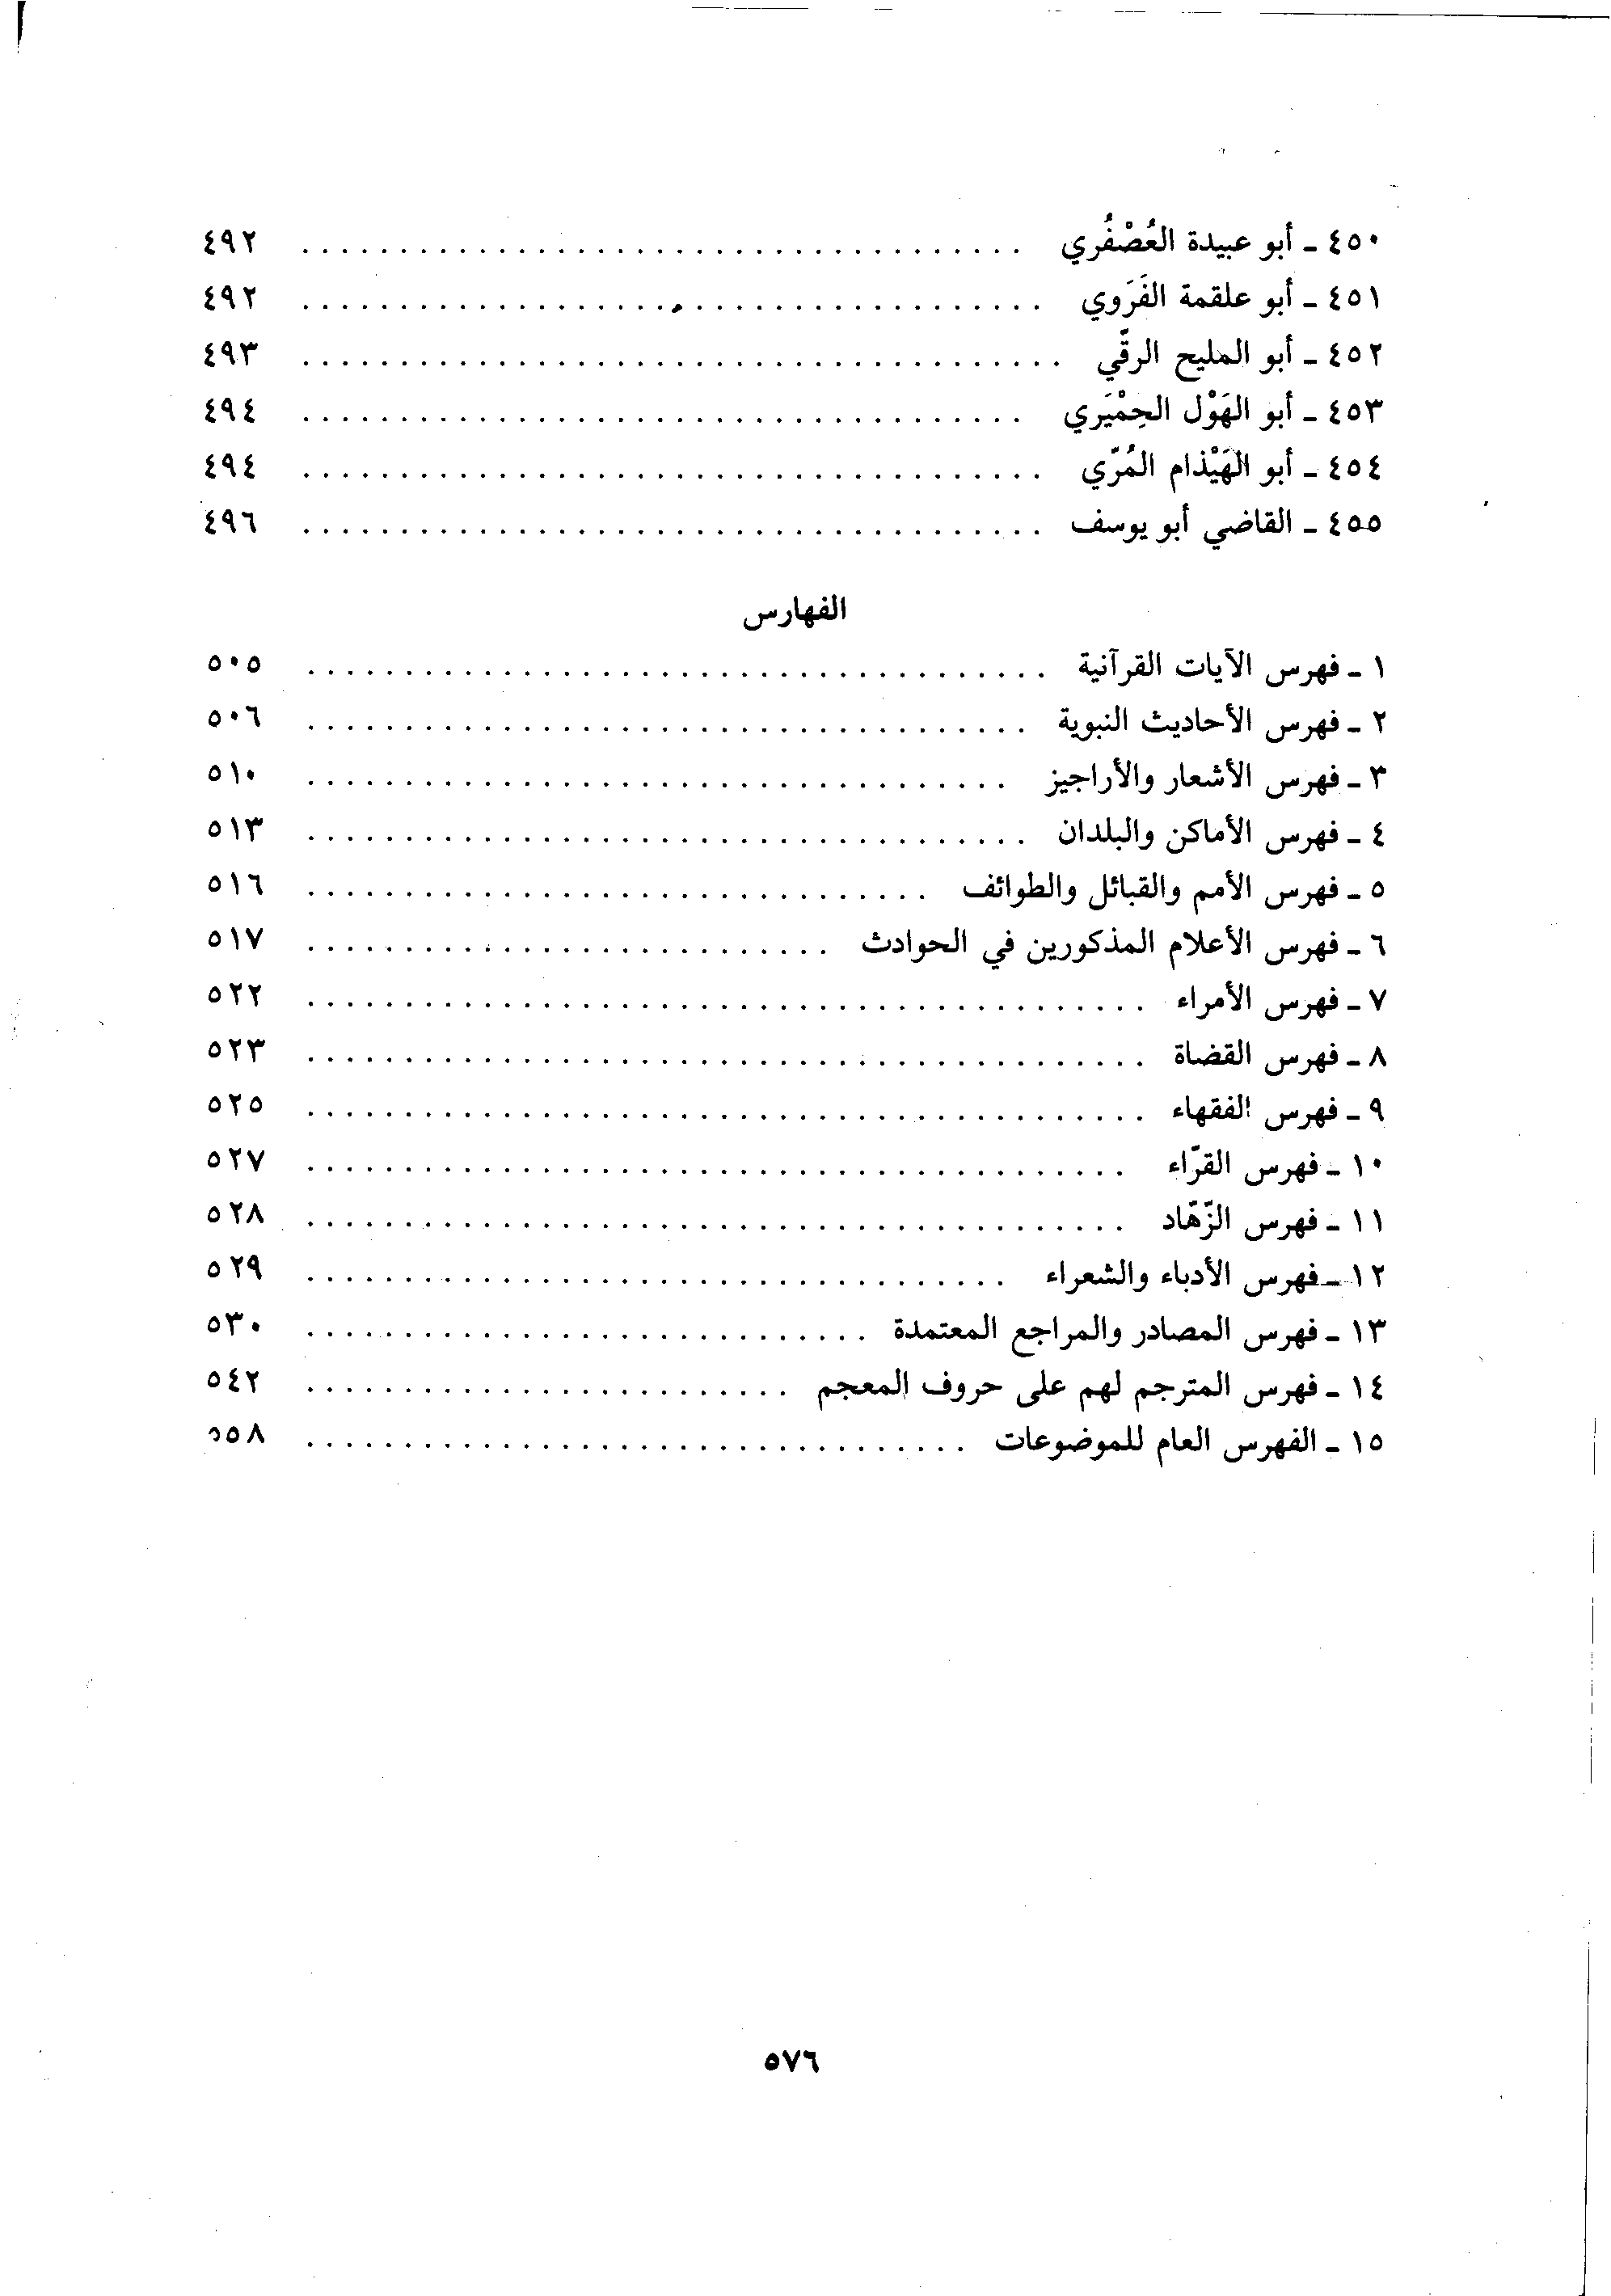 ٤٥٠ - أبو عبيدة العُصْفُري ..................................... ٤٩٢
٤٥١ - أبو علقمة الفَرَوي ...................................... ٤٩٢
٤٥٢ - أبو المليح الرقّي ....................................... ٤٩٣
٤٥٣ - أبو الهَوْل الحِمْيَري ..................................... ٤٩٤
٤٥٤ - أبو الهَيْذام المُرّي ...................................... ٤٩٤
٤٥٥ - القاضي أبو يوسف ...................................... ٤٩٦
الفهارس
١ - فهرس الآيات القرآنية ...................................... ٥٠٥
٢ - فهرس الأحاديث النبوية ..................................... ٥٠٦
٣ - فهرس الأشعار والأراجيز .................................... ٥١٠
٤ - فهرس الأماكن والبلدان ..................................... ٥١٣
٥ - فهرس الأمم والقبائل والطوائف ................................ ٥١٦
٦ - فهرس الأعلام المذكورين في الحوادث ........................... ٥١٧
٧ - فهرس الأمراء ........................................... ٥٢٢
٨ - فهرس القضاة ........................................... ٥٢٣
٩ - فهرس الفقهاء ........................................... ٥٢٥
١٠ - فهرس القرّاء .......................................... ٥٢٧
١١ - فهرس الزّهّاد .......................................... ٥٢٨
١٢ - فهرس الأدباء والشعراء .................................... ٥٢٩
١٣ - فهرس المصادر والمراجع المعتمدة ............................. ٥٣٠
١٤ - فهرس المترجم لهم على حروف المعجم ......................... ٥٤٢
١٥ - الفهرس العام للموضوعات .................................. ٥٥٨
٥٧٦